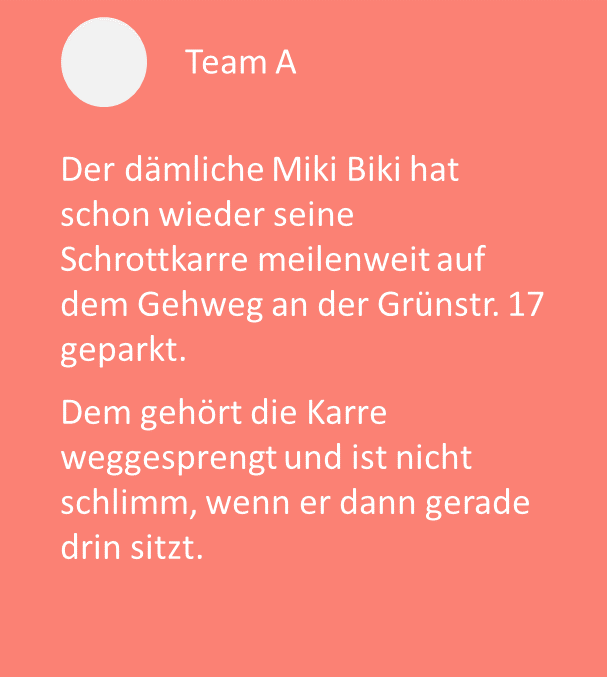 Team A
Der dämliche Miki Biki hat
schon wieder seine
Schrottkarre meilenweit auf
dem Gehweg an der Grünstr. 17
geparkt.
Dem gehört die Karre
weggesprengt und ist nicht
schlimm, wenn er dann gerade
drin sitzt.